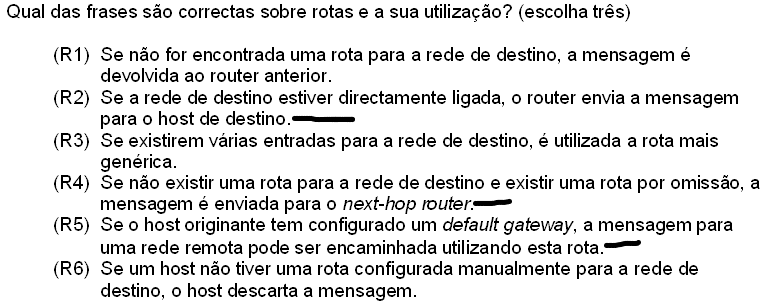 Qual das frases são correctas sobre rotas e a sua utilização? (escolha três)
(R1) Se não for encontrada uma rota para a rede de destino, a mensagem é
devolvida ao router anterior.
(R2) Se a rede de destino estiver directamente ligada, o router envia a mensagem
para o host de destino.
(R3) Se existirem várias entradas para a rede de destino, é utilizada a rota mais
genérica.
(R4) Se não existir uma rota para a rede de destino e existir uma rota por omissão, a
mensagem é enviada para o next-hop router.
(R5) Se o host originante tem configurado um default gateway, a mensagem para
uma rede remota pode ser encaminhada utilizando esta rota.
(R6) Se um host não tiver uma rota configurada manualmente para a rede de
destino, o host descarta a mensagem.